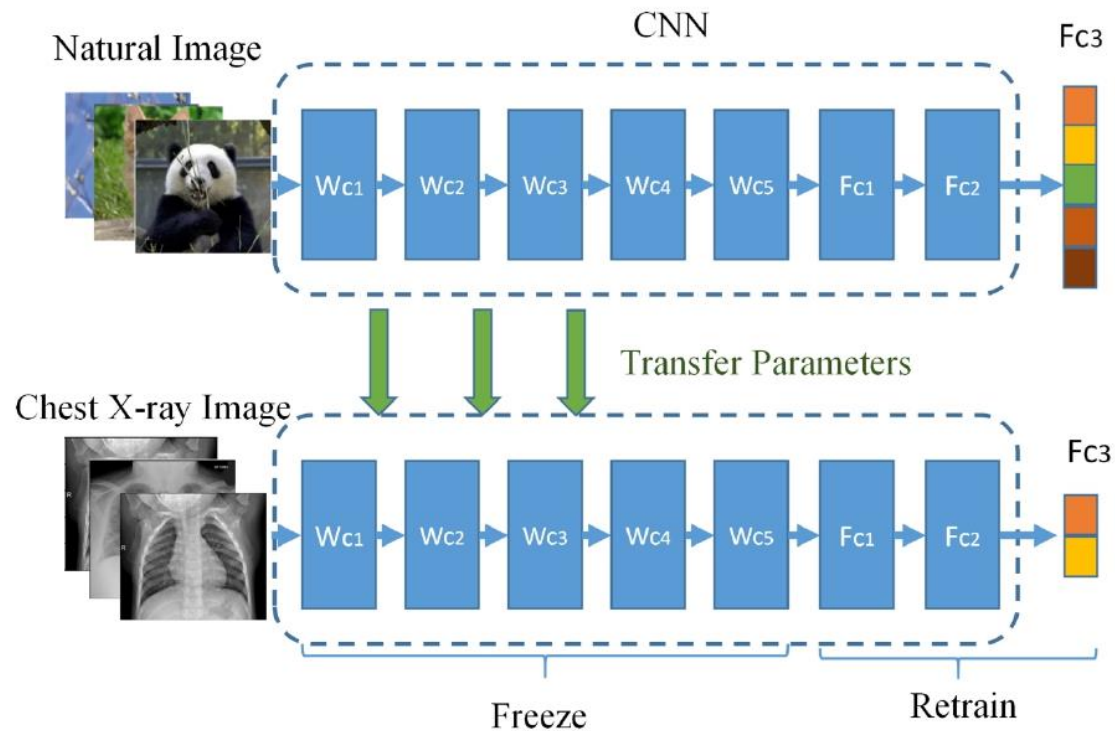 CNN
Fc3
Natural Image
Wc1
Wc2
Wc3
Wc4
Wc5
Fc1
Fc2
Transfer Parameters
Chest X-ray Image
Fc3
R
R
Wc1
Wc2
Wc3
Wc4
Wc5
Fc1
Fc2
Freeze
Retrain